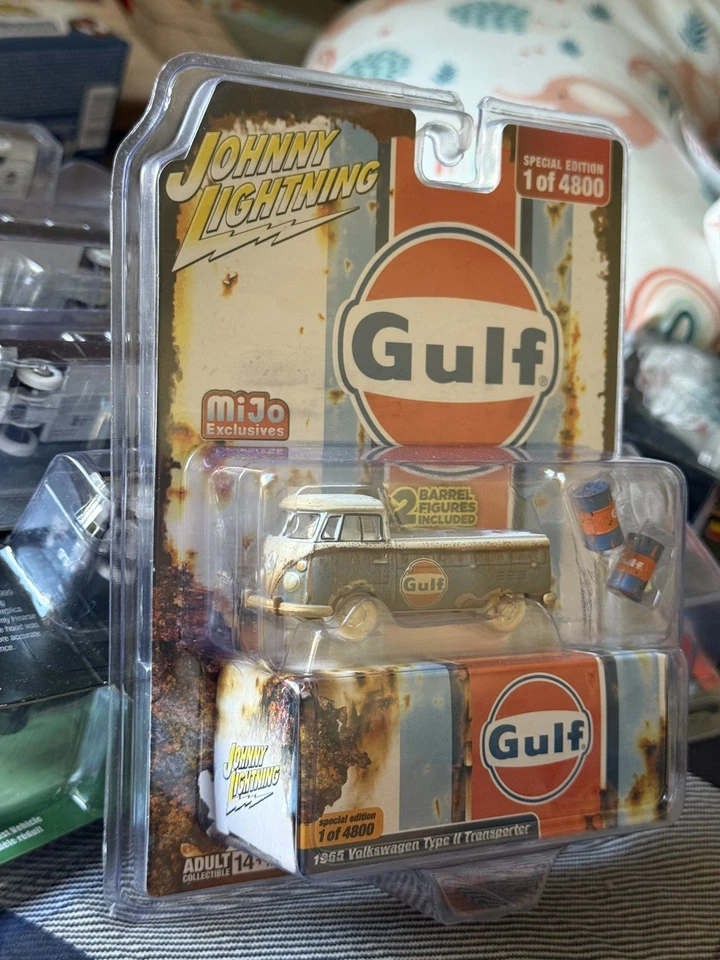 JOHNNY
LIGHTNING
SPECIAL EDITION
1 of 4800
Gulf®
MiJo
Exclusives
2 BARREL
FIGURES
INCLUDED
Gulf
Gulf
JOHNNY
LIGHTNING
Gulf
special edition
1 of 4800
1965 Volkswagen Type II Transporter
ADULT
COLLECTIBLE
14+